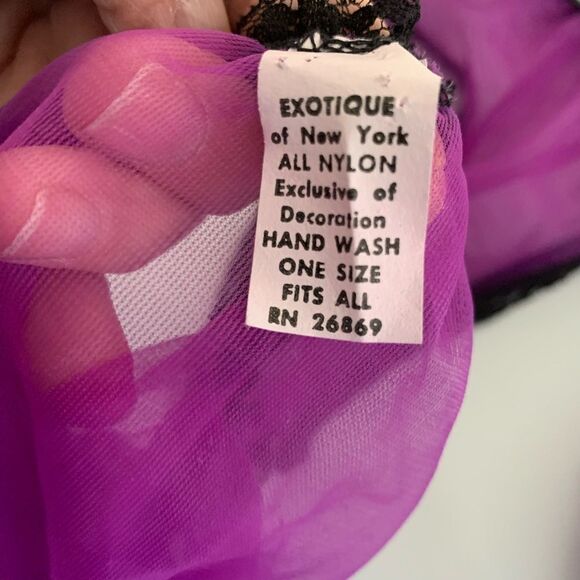 EXOTIQUE
of New York
ALL NYLON
Exclusive of
Decoration
HAND WASH
ONE SIZE
FITS ALL
RN 26869